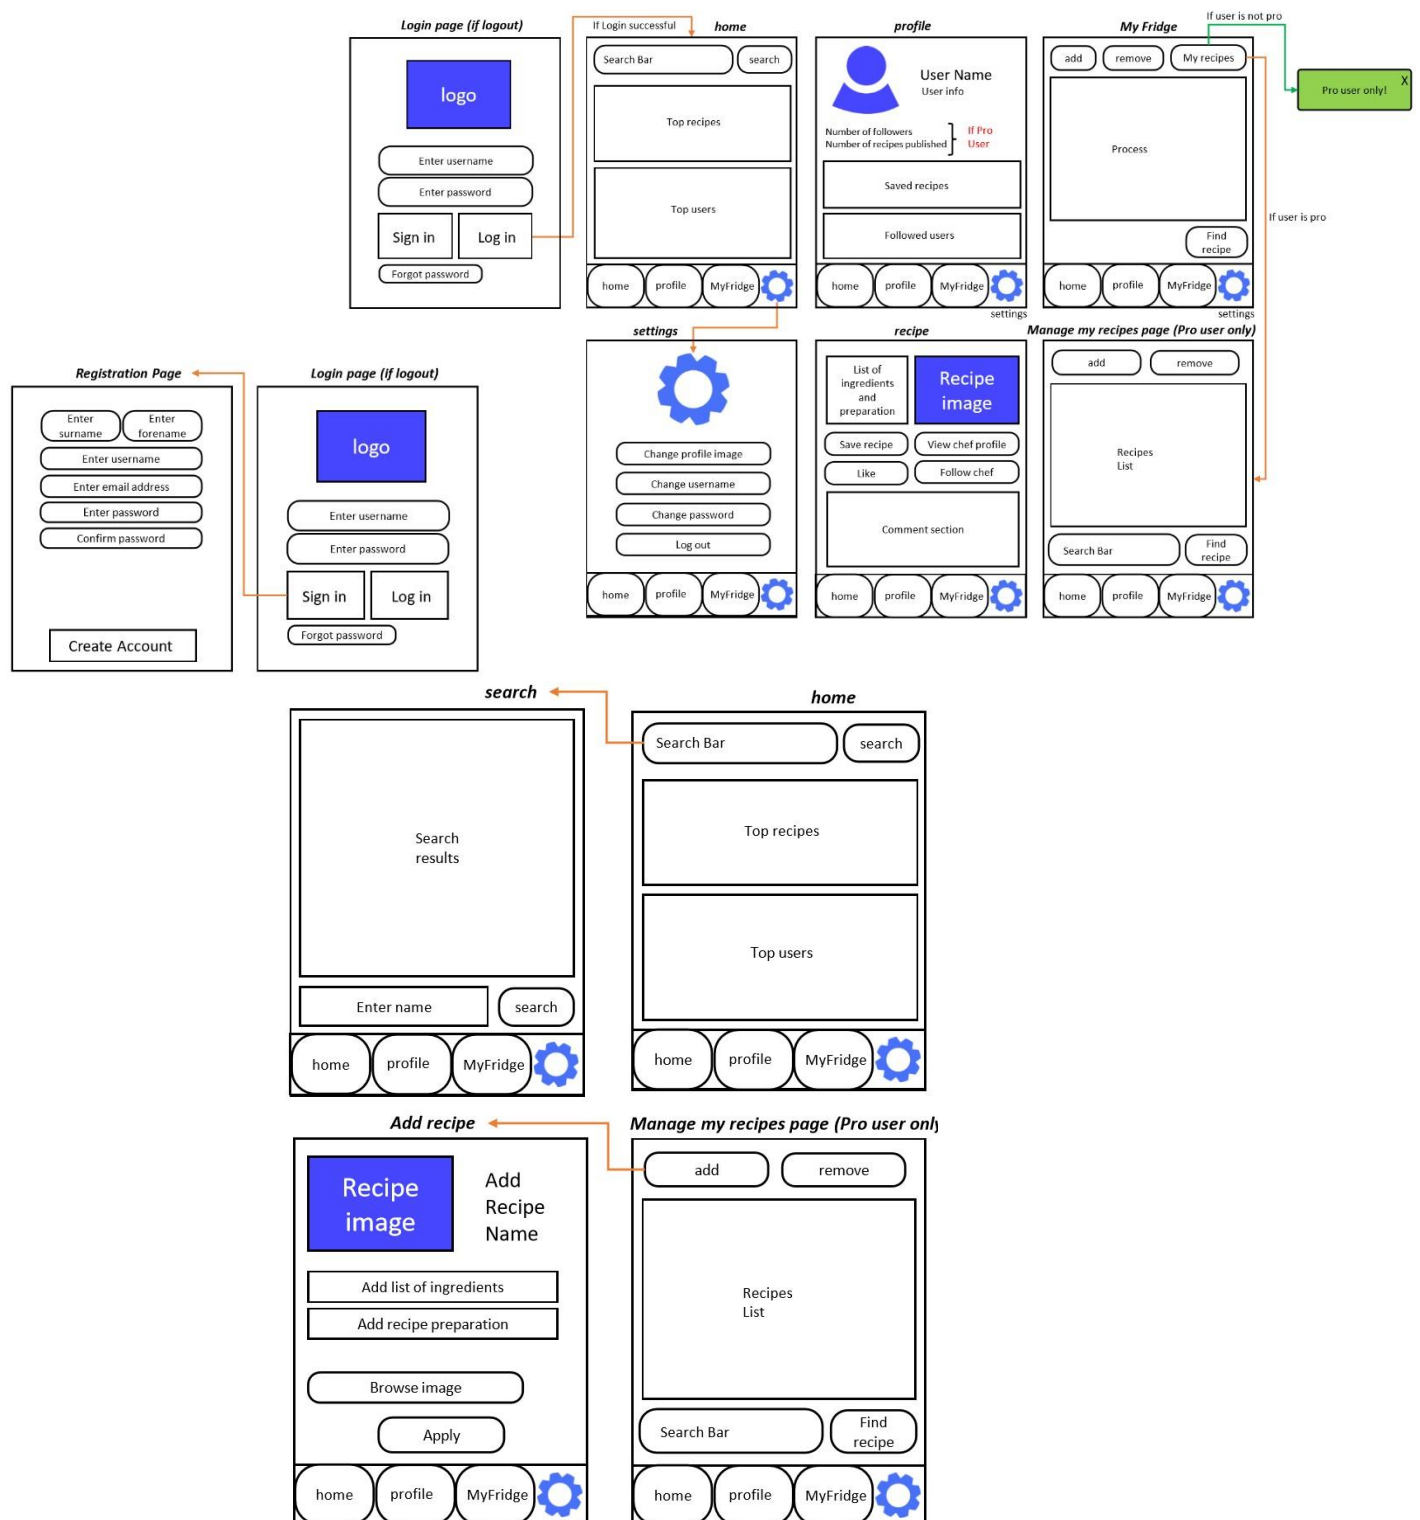 Login page (if logout)
logo
Enter username
Enter password
Sign in
Log in
Forgot password
If Login successful
home
Search Bar
search
Top recipes
Top users
home
profile
MyFridge
profile
User Name
User info
Number of followers
Number of recipes published
If Pro
User
Saved recipes
Followed users
home
profile
MyFridge
settings
My Fridge
If user is not pro
add
remove
My recipes
Process
Find
recipe
home
profile
MyFridge
settings
Pro user only!
X
If user is pro
Registration Page
Enter
surname
Enter
forename
Enter username
Enter email address
Enter password
Confirm password
Create Account
Login page (if logout)
logo
Enter username
Enter password
Sign in
Log in
Forgot password
settings
Change profile image
Change username
Change password
Log out
home
profile
MyFridge
recipe
List of
ingredients
and
preparation
Recipe
image
Save recipe
View chef profile
Like
Follow chef
Comment section
home
profile
MyFridge
Manage my recipes page (Pro user only)
add
remove
Recipes
List
Search Bar
Find
recipe
home
profile
MyFridge
search
Search
results
Enter name
search
home
profile
MyFridge
home
Search Bar
search
Top recipes
Top users
home
profile
MyFridge
Add recipe
Recipe
image
Add
Recipe
Name
Add list of ingredients
Add recipe preparation
Browse image
Apply
home
profile
MyFridge
Manage my recipes page (Pro user only
add
remove
Recipes
List
Search Bar
Find
recipe
home
profile
MyFridge